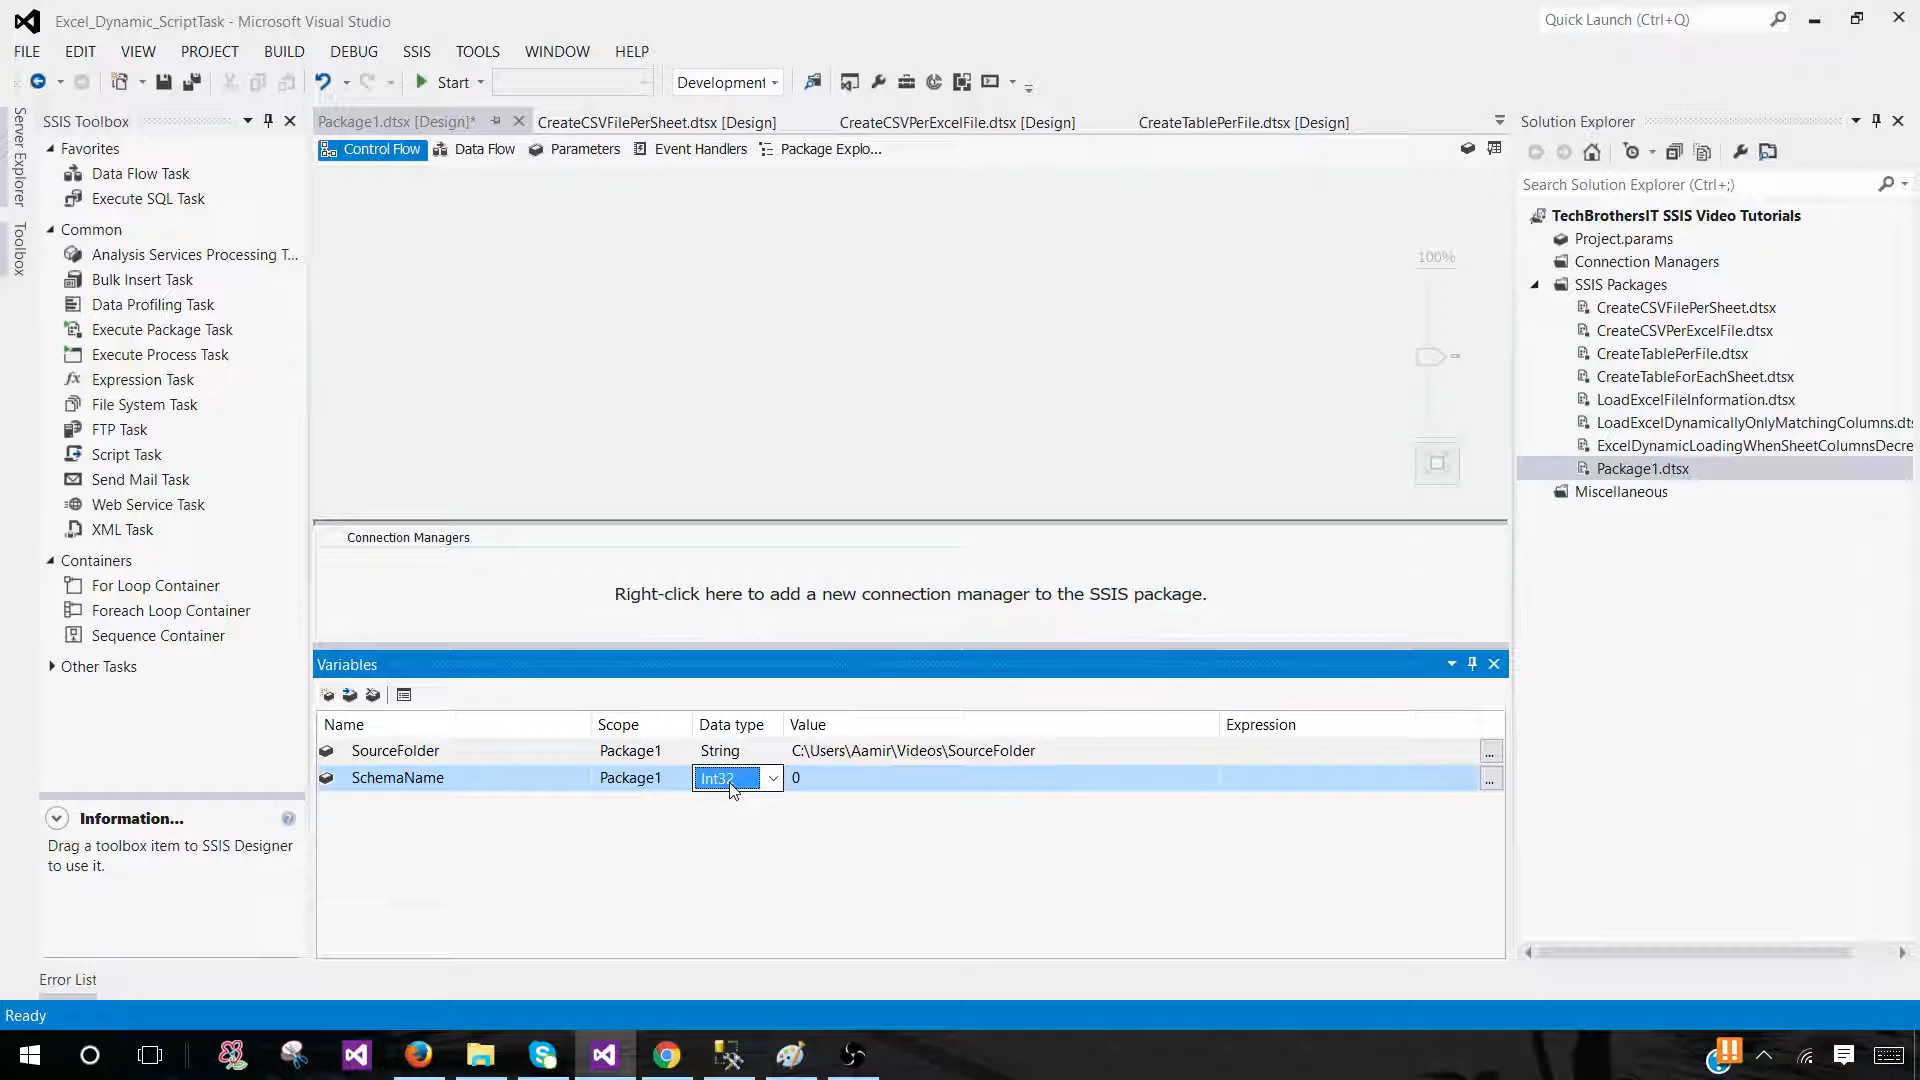 Excel_Dynamic_ScriptTask - Microsoft Visual Studio
Quick Launch (Ctrl+Q)
FILE EDIT VIEW PROJECT BUILD DEBUG SSIS TOOLS WINDOW HELP
Start Development
Server Explorer
Toolbox
SSIS Toolbox
Favorites
Data Flow Task
Execute SQL Task
Common
Analysis Services Processing T...
Bulk Insert Task
Data Profiling Task
Execute Package Task
Execute Process Task
Expression Task
File System Task
FTP Task
Script Task
Send Mail Task
Web Service Task
XML Task
Containers
For Loop Container
Foreach Loop Container
Sequence Container
Other Tasks
Information...
Drag a toolbox item to SSIS Designer
to use it.
Package1.dtsx [Design]* CreateCSVFilePerSheet.dtsx [Design] CreateCSVPerExcelFile.dtsx [Design] CreateTablePerFile.dtsx [Design]
Control Flow Data Flow Parameters Event Handlers Package Explo...
100%
Connection Managers
Right-click here to add a new connection manager to the SSIS package.
Variables
Name Scope Data type Value Expression
SourceFolder Package1 String C:\Users\Aamir\Videos\SourceFolder ...
SchemaName Package1 Int32 0 ...
Solution Explorer
Search Solution Explorer (Ctrl+;)
TechBrothersIT SSIS Video Tutorials
Project.params
Connection Managers
SSIS Packages
CreateCSVFilePerSheet.dtsx
CreateCSVPerExcelFile.dtsx
CreateTablePerFile.dtsx
CreateTableForEachSheet.dtsx
LoadExcelFileInformation.dtsx
LoadExcelDynamicallyOnlyMatchingColumns.dts
ExcelDynamicLoadingWhenSheetColumnsDecre
Package1.dtsx
Miscellaneous
Error List
Ready